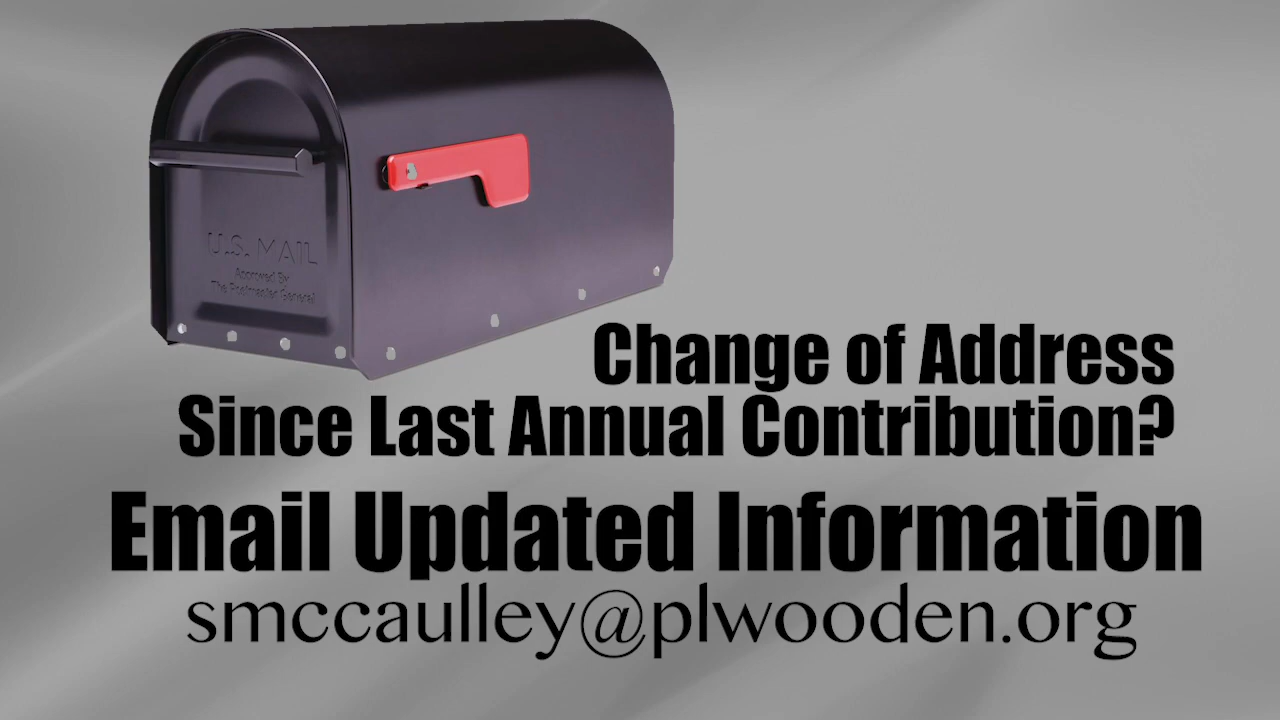 U.S. MAIL
Approved By
The Postmaster General
Change of Address
Since Last Annual Contribution?
Email Updated Information
smccaulley@plwooden.org